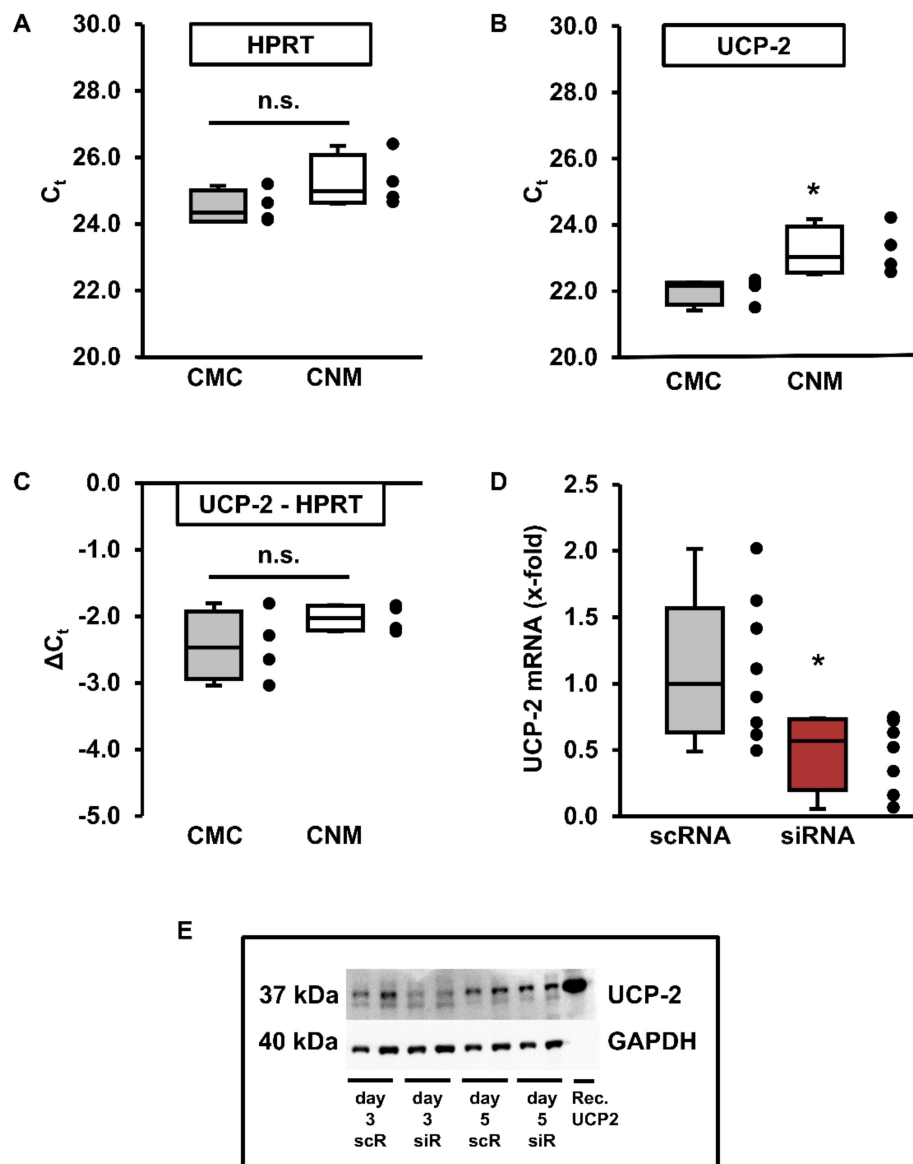 A
HPRT
n.s.
Ct
30.0
28.0
26.0
24.0
22.0
20.0
CMC CNM
B
UCP-2
*
Ct
30.0
28.0
26.0
24.0
22.0
20.0
CMC CNM
C
UCP-2 - HPRT
n.s.
ΔCt
0.0
-1.0
-2.0
-3.0
-4.0
-5.0
CMC CNM
D
UCP-2 mRNA (x-fold)
2.5
2.0
1.5
1.0
0.5
0.0
*
scRNA siRNA
E
37 kDa UCP-2
40 kDa GAPDH
day day day day Rec.
3 3 5 5 UCP2
scR siR scR siR